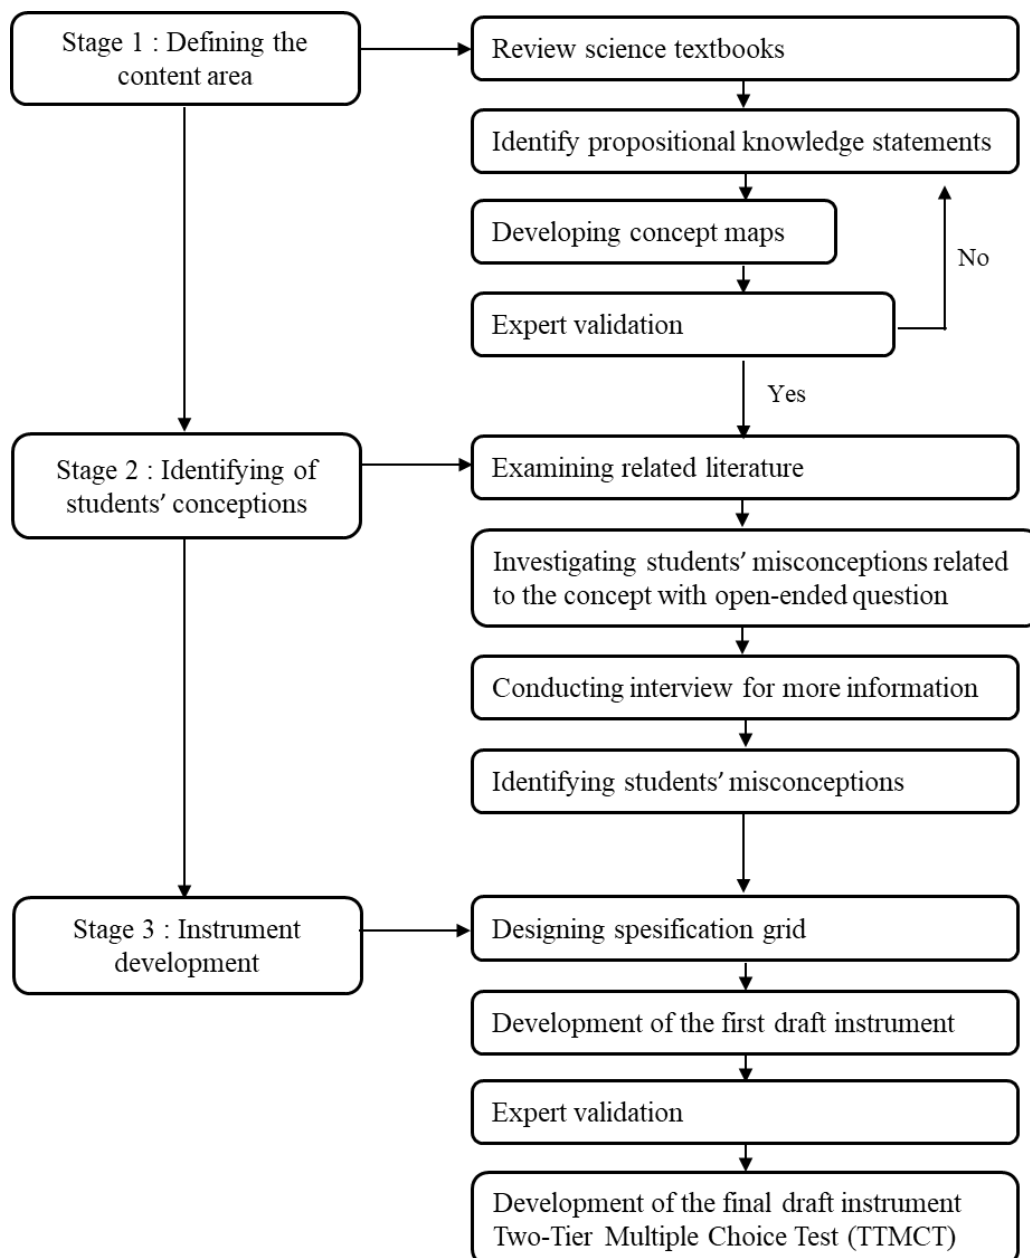 Stage 1 : Defining the
content area
Review science textbooks
Identify propositional knowledge statements
Developing concept maps
No
Expert validation
Yes
Stage 2 : Identifying of
students’ conceptions
Examining related literature
Investigating students’ misconceptions related
to the concept with open-ended question
Conducting interview for more information
Identifying students’ misconceptions
Stage 3 : Instrument
development
Designing spesification grid
Development of the first draft instrument
Expert validation
Development of the final draft instrument
Two-Tier Multiple Choice Test (TTMCT)